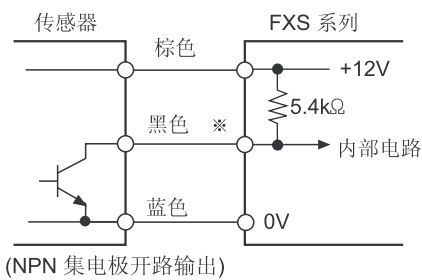 传感器 FXS 系列
棕色
+12V
5.4kΩ
黑色 ※
内部电路
蓝色
0V
(NPN 集电极开路输出)